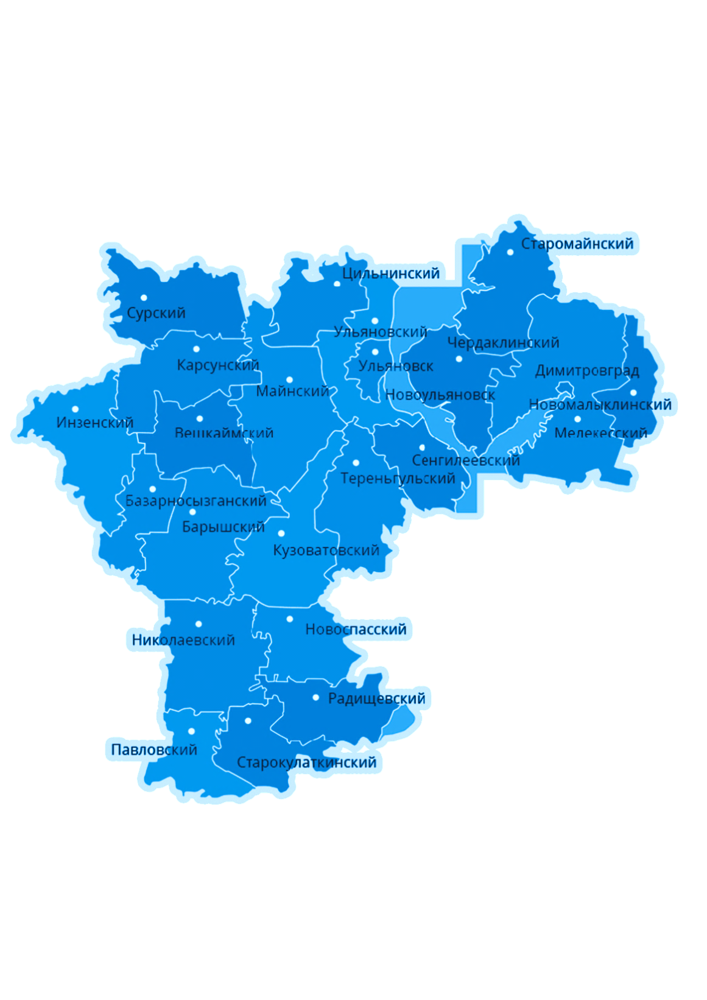 Старомайнский
Цильнинский
Сурский
Ульяновский
Чердаклинский
Карсунский
Ульяновск
Димитровград
Майнский
Новоульяновск
Новомалыклинский
Инзенский
Вешкаймский
Мелекесский
Сенгилеевский
Тереньгульский
Базарносызганский
Барышский
Кузоватовский
Новоспасский
Николаевский
Радищевский
Павловский
Старокулаткинский